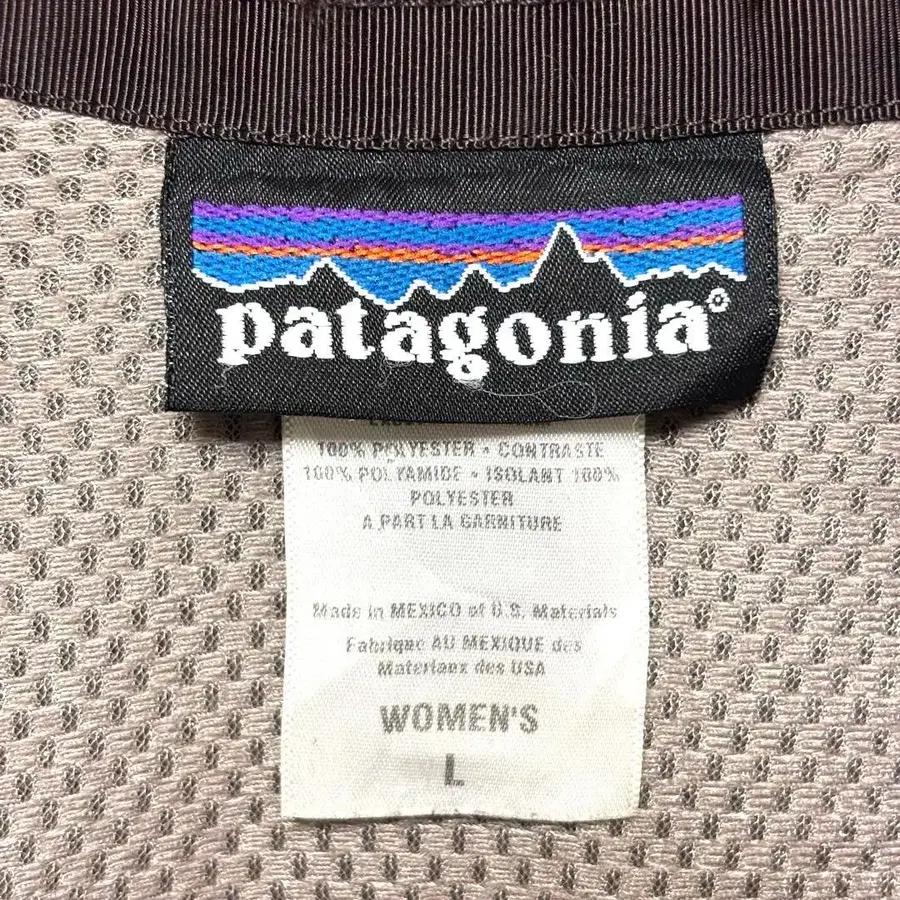 patagonia®
100% POLYESTER • CONTRASTE
100% POLYAMIDE • ISOLANT 100%
POLYESTER
A PART LA GARNITURE
Made in MEXICO of U.S. Materials
Fabrique AU MEXIQUE des
Materiaux des USA
WOMEN'S
L